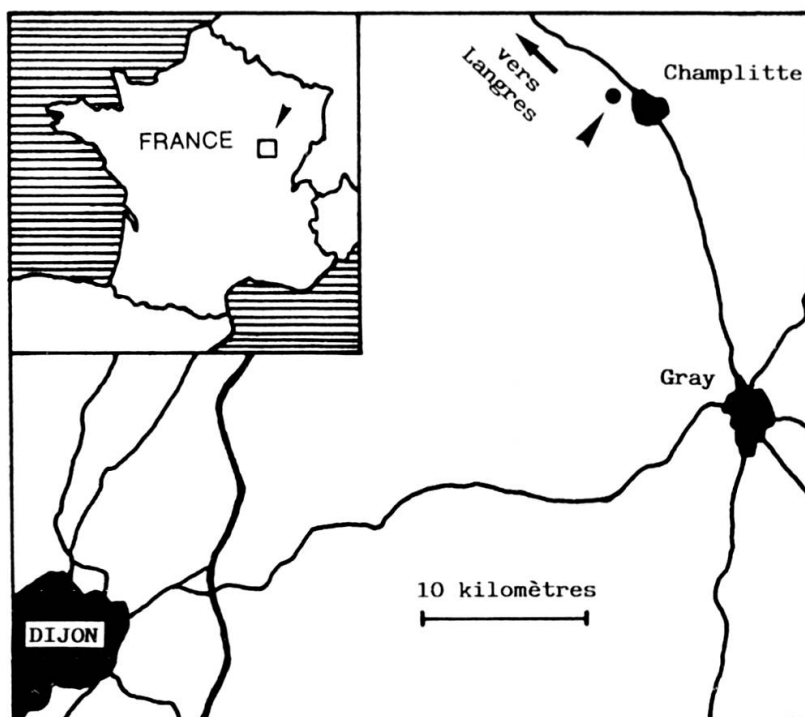 FRANCE
vers
Langres
Champlitte
Gray
10 kilomètres
DIJON